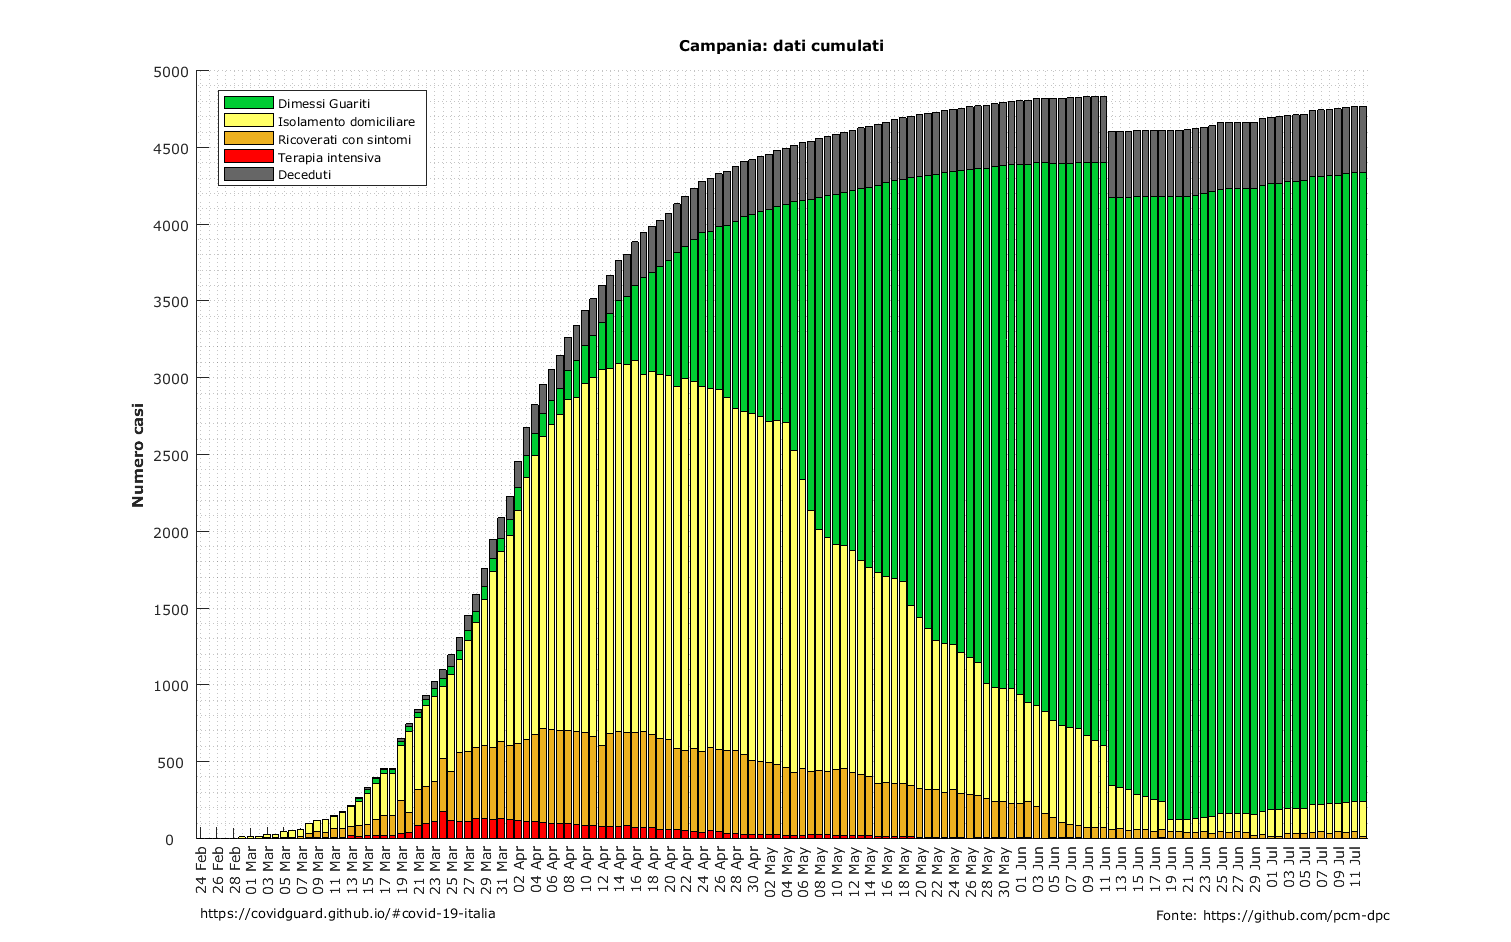 Campania: dati cumulati
5000
4500
4000
3500
3000
2500
2000
1500
1000
500
0
Numero casi
Dimessi Guariti
Isolamento domiciliare
Ricoverati con sintomi
Terapia intensiva
Deceduti
24 Feb
26 Feb
28 Feb
01 Mar
03 Mar
05 Mar
07 Mar
09 Mar
11 Mar
13 Mar
15 Mar
17 Mar
19 Mar
21 Mar
23 Mar
25 Mar
27 Mar
29 Mar
31 Mar
02 Apr
04 Apr
06 Apr
08 Apr
10 Apr
12 Apr
14 Apr
16 Apr
18 Apr
20 Apr
22 Apr
24 Apr
26 Apr
28 Apr
30 Apr
02 May
04 May
06 May
08 May
10 May
12 May
14 May
16 May
18 May
20 May
22 May
24 May
26 May
28 May
30 May
01 Jun
03 Jun
05 Jun
07 Jun
09 Jun
11 Jun
13 Jun
15 Jun
17 Jun
19 Jun
21 Jun
23 Jun
25 Jun
27 Jun
29 Jun
01 Jul
03 Jul
05 Jul
07 Jul
09 Jul
11 Jul
https://covidguard.github.io/#covid-19-italia
Fonte: https://github.com/pcm-dpc